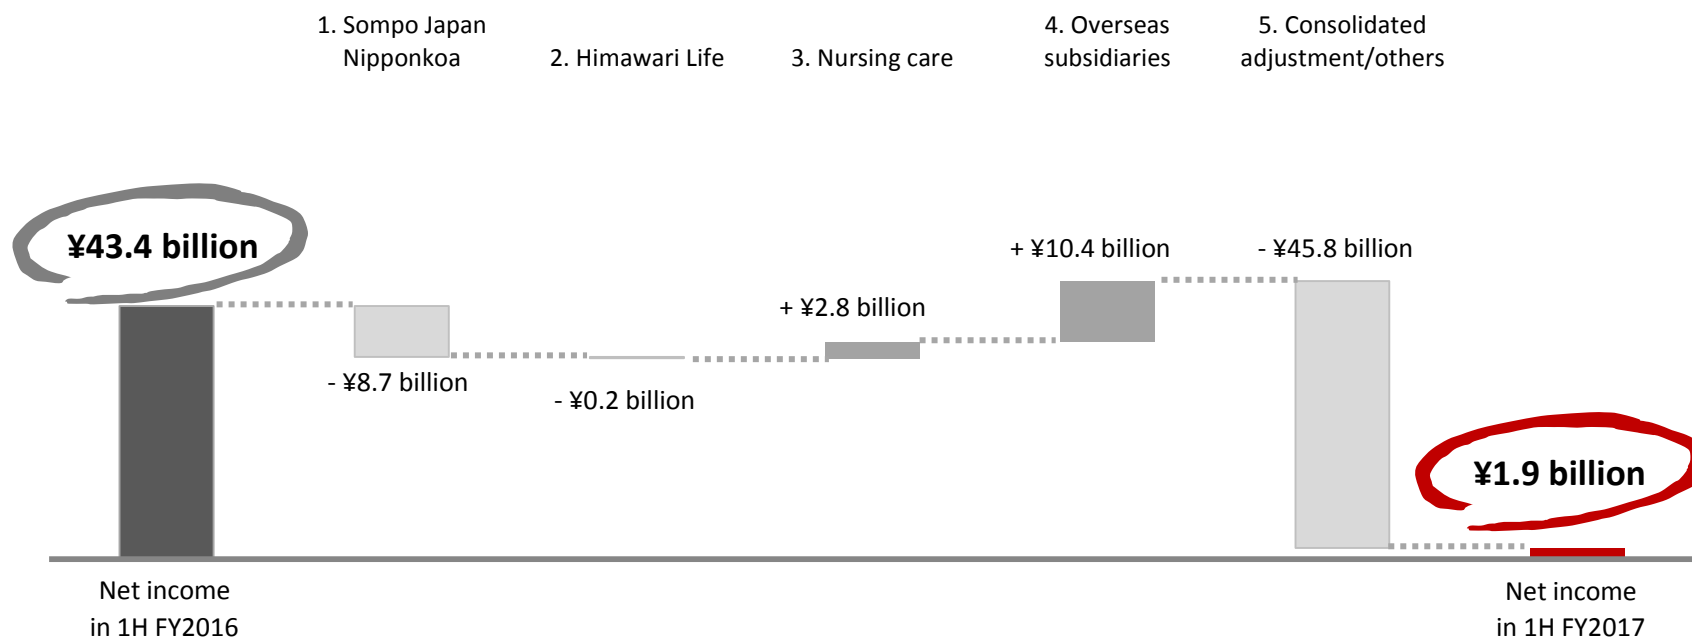 1. Sompo Japan
Nipponkoa
2. Himawari Life
3. Nursing care
4. Overseas
subsidiaries
5. Consolidated
adjustment/others
¥43.4 billion
- ¥8.7 billion
- ¥0.2 billion
+ ¥2.8 billion
+ ¥10.4 billion
- ¥45.8 billion
¥1.9 billion
Net income
in 1H FY2016
Net income
in 1H FY2017